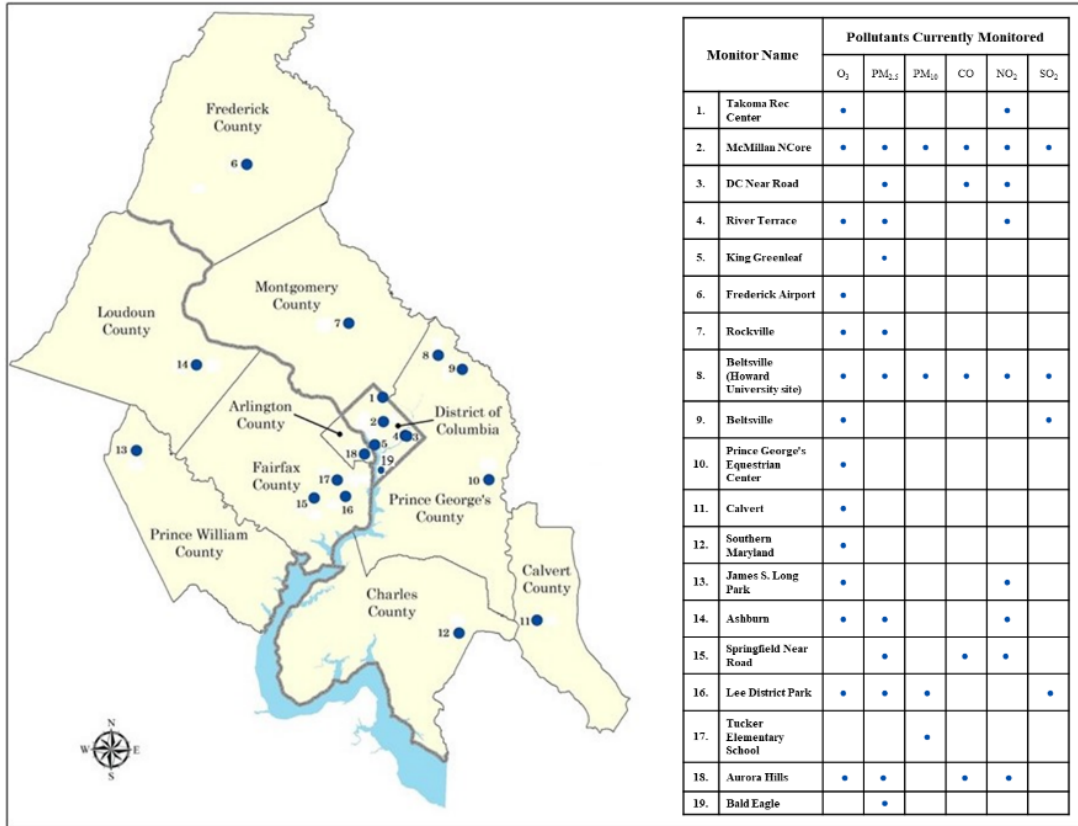 Frederick
County
6
Montgomery
County
7
Loudoun
County
14
8
9
1
Arlington
County
2
District of
Columbia
4
3
5
18
19
13
Fairfax
County
17
15
16
10
Prince George's
County
Prince William
County
Calvert
County
Charles
County
11
12
N
W
E
S
Monitor Name
Pollutants Currently Monitored
O₃ PM₂.₅ PM₁₀ CO NO₂ SO₂
1. Takoma Rec
Center
2. McMillan NCore
3. DC Near Road
4. River Terrace
5. King Greenleaf
6. Frederick Airport
7. Rockville
8. Beltsville
(Howard
University site)
9. Beltsville
10. Prince George's
Equestrian
Center
11. Calvert
12. Southern
Maryland
13. James S. Long
Park
14. Ashburn
15. Springfield Near
Road
16. Lee District Park
17. Tucker
Elementary
School
18. Aurora Hills
19. Bald Eagle